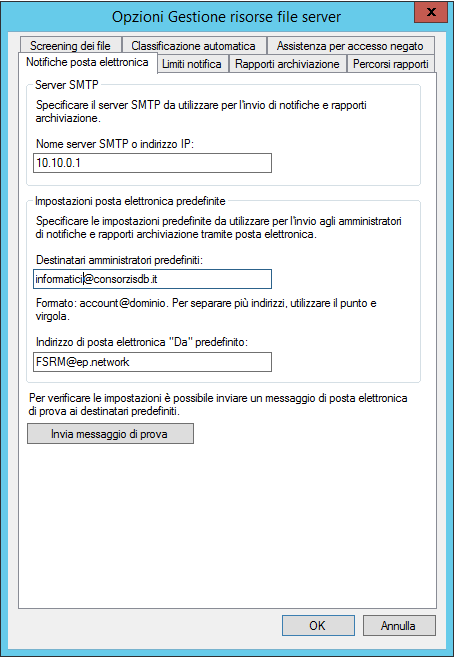 Opzioni Gestione risorse file server
x
Screening dei file
Classificazione automatica
Assistenza per accesso negato
Notifiche posta elettronica
Limiti notifica
Rapporti archiviazione
Percorsi rapporti
Server SMTP
Specificare il server SMTP da utilizzare per l'invio di notifiche e rapporti
archiviazione.
Nome server SMTP o indirizzo IP:
10.10.0.1
Impostazioni posta elettronica predefinite
Specificare le impostazioni predefinite da utilizzare per l'invio agli amministratori
di notifiche e rapporti archiviazione tramite posta elettronica.
Destinatari amministratori predefiniti:
informatici@consorzisdb.it
Formato: account@dominio. Per separare più indirizzi, utilizzare il punto e
virgola.
Indirizzo di posta elettronica "Da" predefinito:
FSRM@ep.network
Per verificare le impostazioni è possibile inviare un messaggio di posta elettronica
di prova ai destinatari predefiniti.
Invia messaggio di prova
OK
Annulla